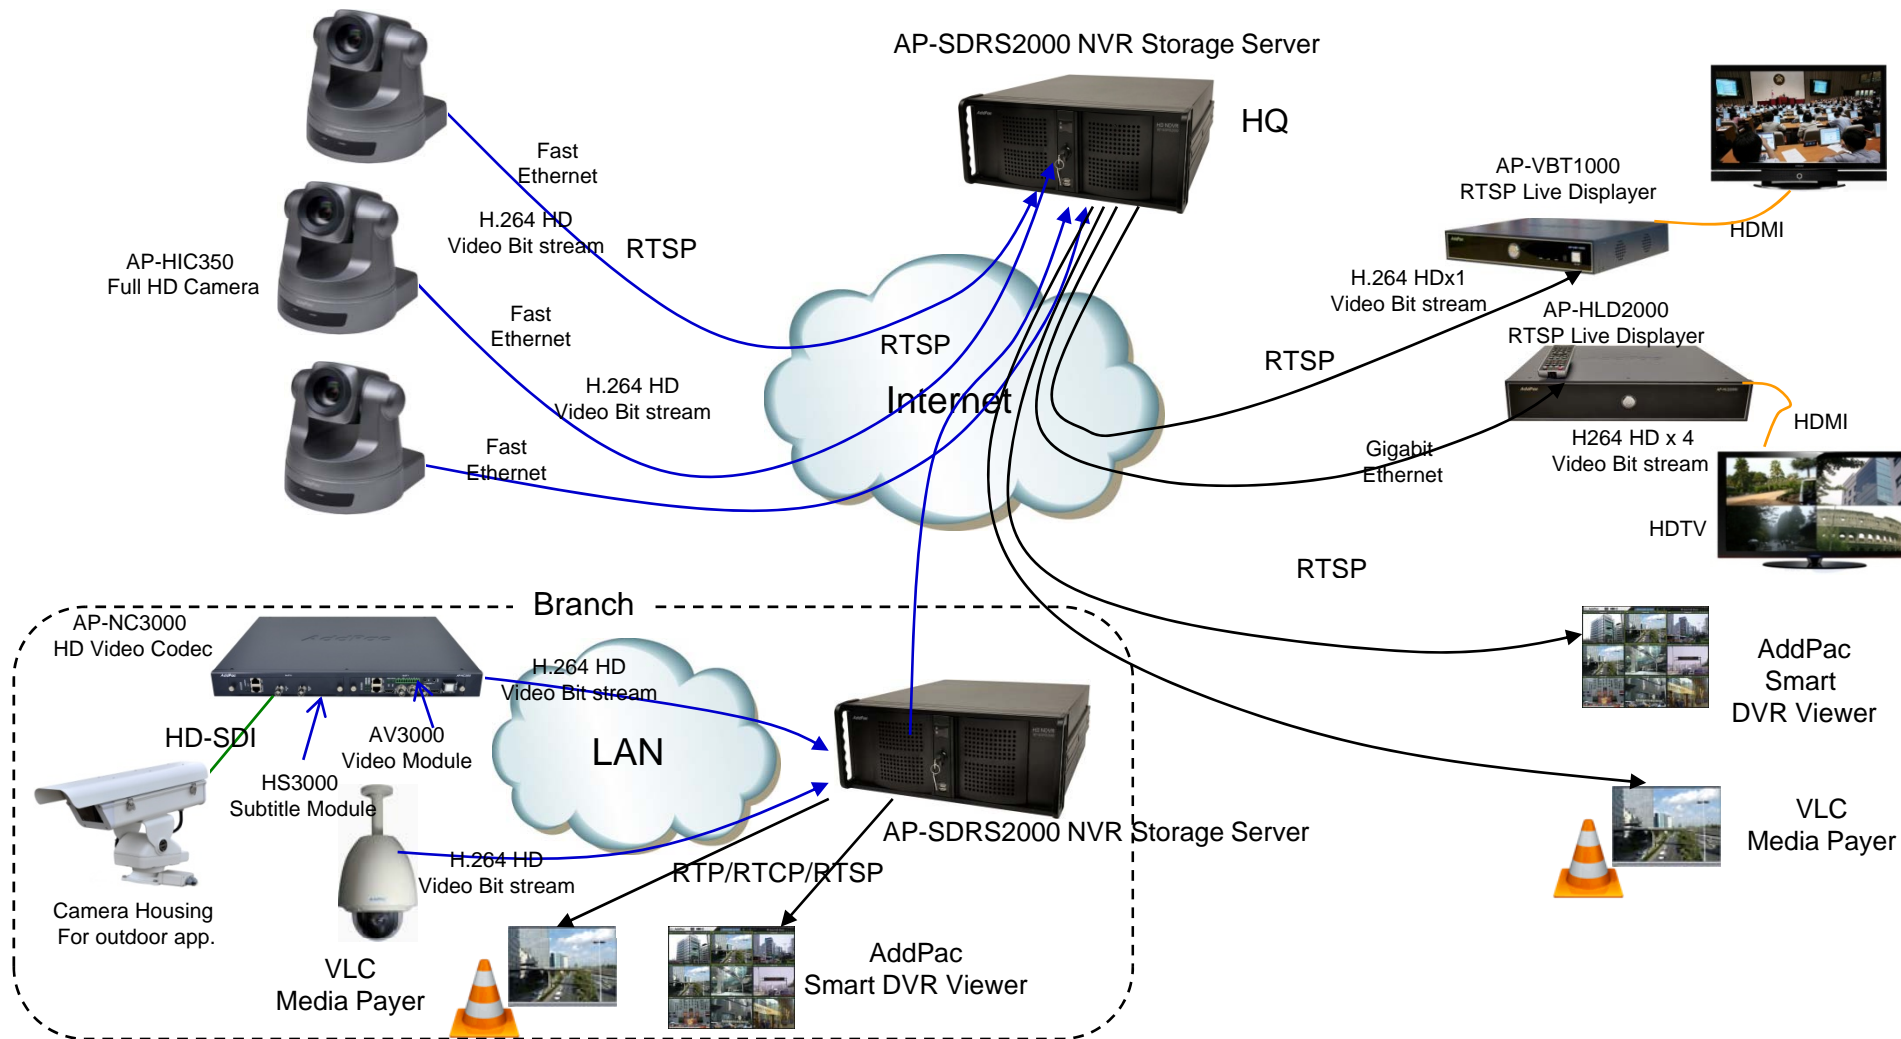 AP-SDRS2000 NVR Storage Server
HQ
Fast
Ethernet
H.264 HD
Video Bit stream
RTSP
AP-HIC350
Full HD Camera
Fast
Ethernet
H.264 HD
Video Bit stream
Fast
Ethernet
RTSP
Internet
AP-VBT1000
RTSP Live Displayer
HDMI
H.264 HDx1
Video Bit stream
AP-HLD2000
RTSP Live Displayer
RTSP
AddPac
HDMI
Gigabit
Ethernet
H264 HD x 4
Video Bit stream
HDTV
RTSP
AddPac
Smart
DVR Viewer
VLC
Media Payer
Branch
AP-NC3000
HD Video Codec
AddPac
H.264 HD
Video Bit stream
HD-SDI
AV3000
Video Module
HS3000
Subtitle Module
LAN
AP-SDRS2000 NVR Storage Server
H.264 HD
Video Bit stream
RTP/RTCP/RTSP
Camera Housing
For outdoor app.
VLC
Media Payer
AddPac
Smart DVR Viewer